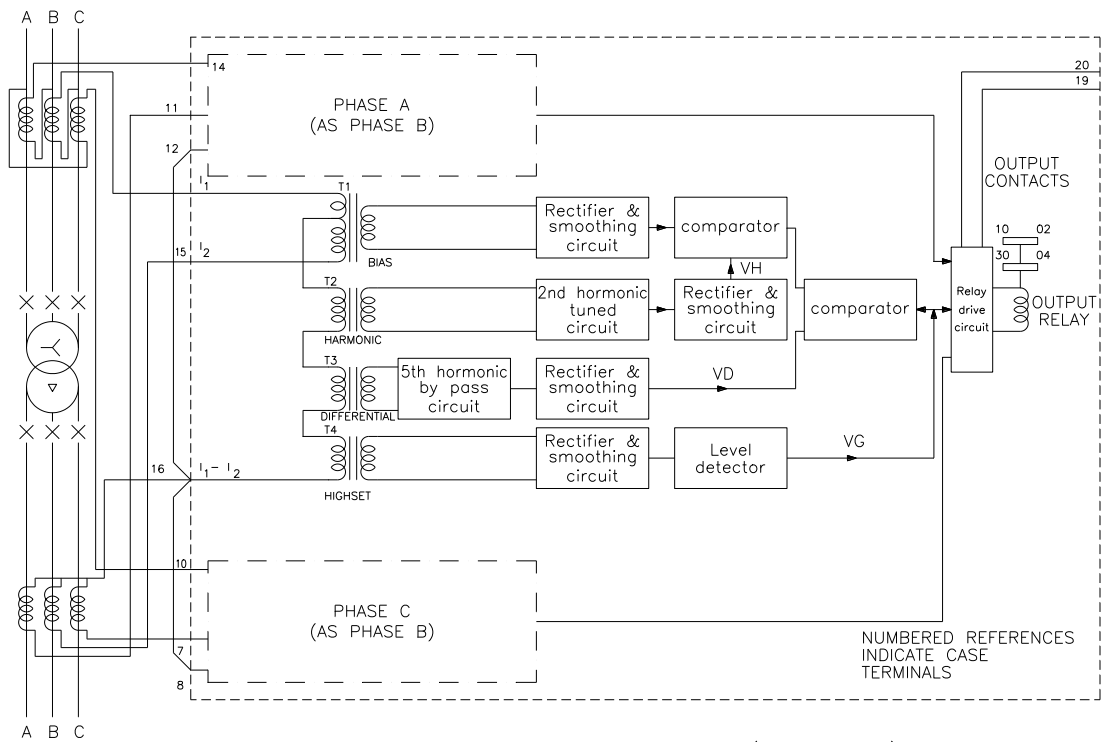 A B C
20
14
19
PHASE A
(AS PHASE B)
11
12
OUTPUT
CONTACTS
I1
T1
Rectifier &
smoothing
circuit
comparator
10 02
15 I2
BIAS
30 04
VH
T2
2nd hormonic
tuned
circuit
Rectifier &
smoothing
circuit
comparator
Relay
drive
circuit
OUTPUT
RELAY
HARMONIC
T3
5th hormonic
by pass
circuit
Rectifier &
smoothing
circuit
VD
DIFFERENTIAL
T4
Rectifier &
smoothing
circuit
Level
detector
VG
16 I1- I2
HIGHSET
10
PHASE C
(AS PHASE B)
7
8
NUMBERED REFERENCES
INDICATE CASE
TERMINALS
A B C